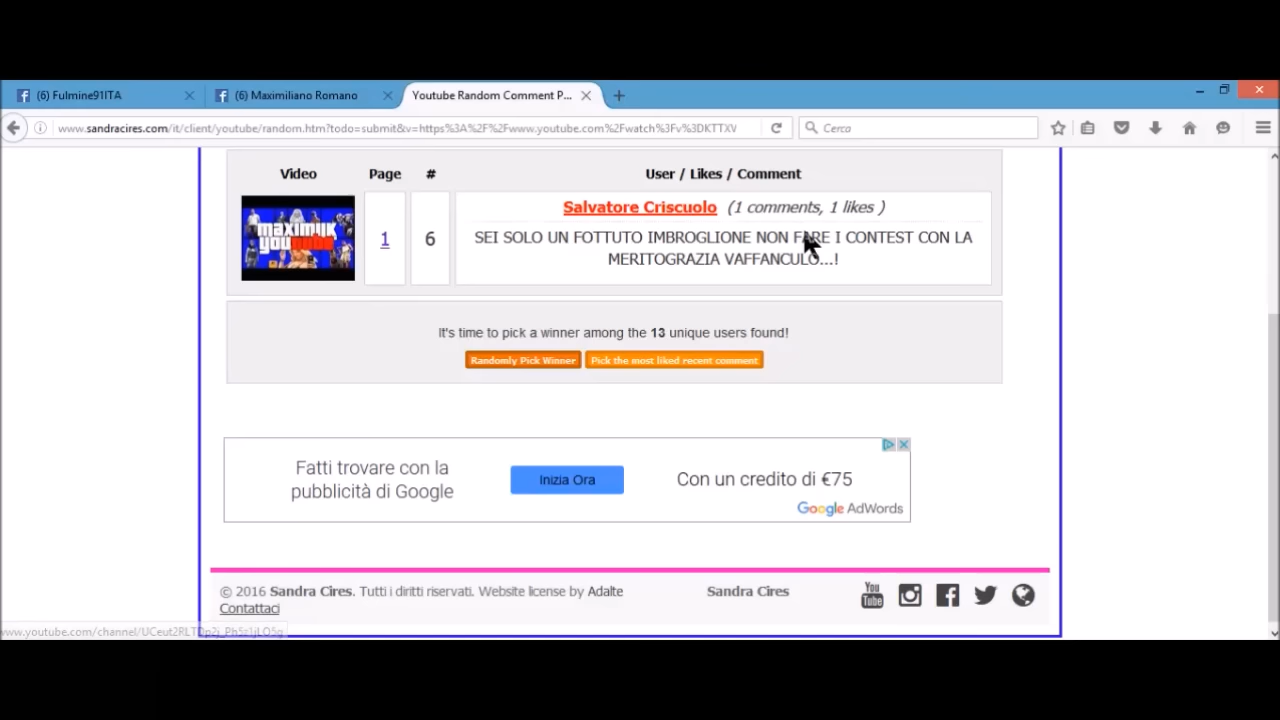 (6) Fulmine91ITA
(6) Maximiliano Romano
Youtube Random Comment P...
www.sandracires.com/it/client/youtube/random.htm?todo=submit&v=https%3A%2F%2Fwww.youtube.com%2Fwatch%3Fv%3DKTTXV
Cerca
Video Page # User / Likes / Comment
maximuk
youtube
1
6
Salvatore Criscuolo (1 comments, 1 likes )
SEI SOLO UN FOTTUTO IMBROGLIONE NON FARE I CONTEST CON LA
MERITOGRAZIA VAFFANCULO...!
It's time to pick a winner among the 13 unique users found!
Randomly Pick Winner
Pick the most liked recent comment
Fatti trovare con la
pubblicità di Google
Inizia Ora
Con un credito di €75
Google AdWords
© 2016 Sandra Cires. Tutti i diritti riservati. Website license by Adalte
Contattaci
Sandra Cires
You
Tube